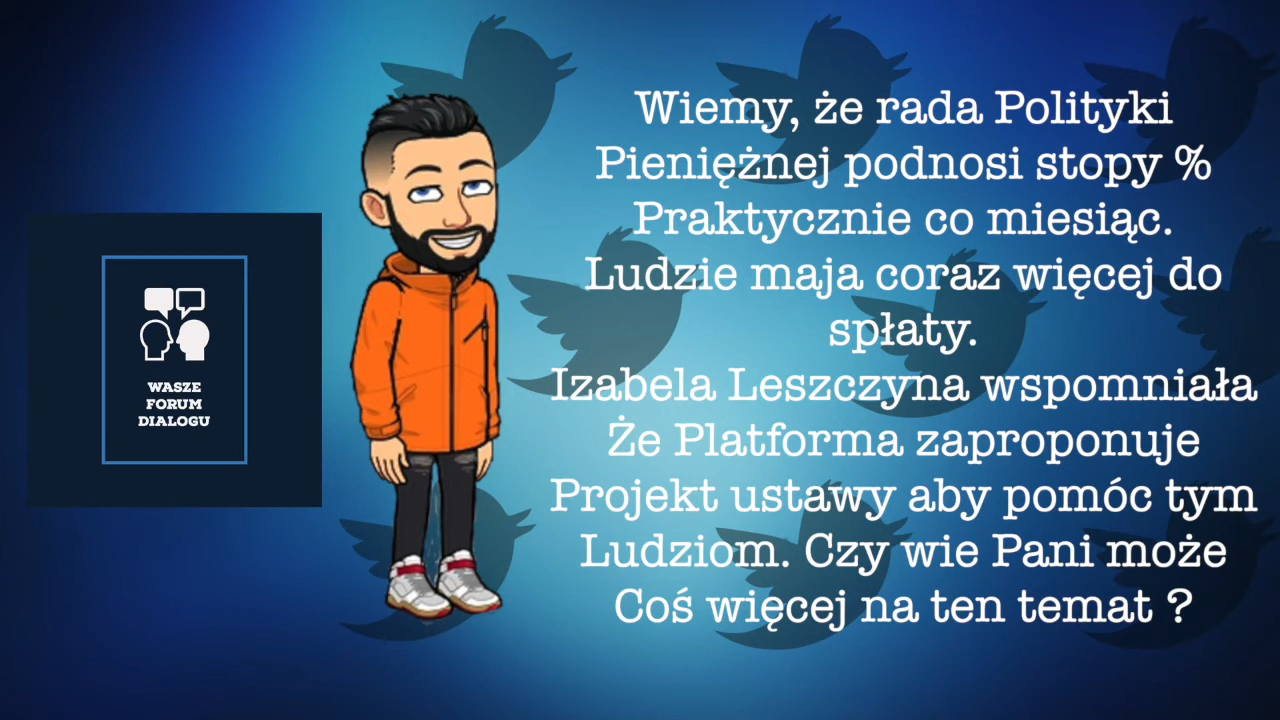 WASZE
FORUM
DIALOGU
Wiemy, że rada Polityki
Pieniężnej podnosi stopy %
Praktycznie co miesiąc.
Ludzie maja coraz więcej do
spłaty.
Izabela Leszczyna wspomniała
Że Platforma zaproponuje
Projekt ustawy aby pomóc tym
Ludziom. Czy wie Pani może
Coś więcej na ten temat ?